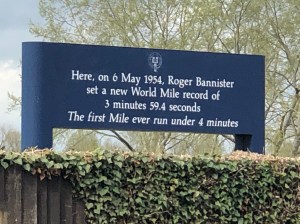 Here, on 6 May 1954, Roger Bannister
set a new World Mile record of
3 minutes 59.4 seconds
The first Mile ever run under 4 minutes